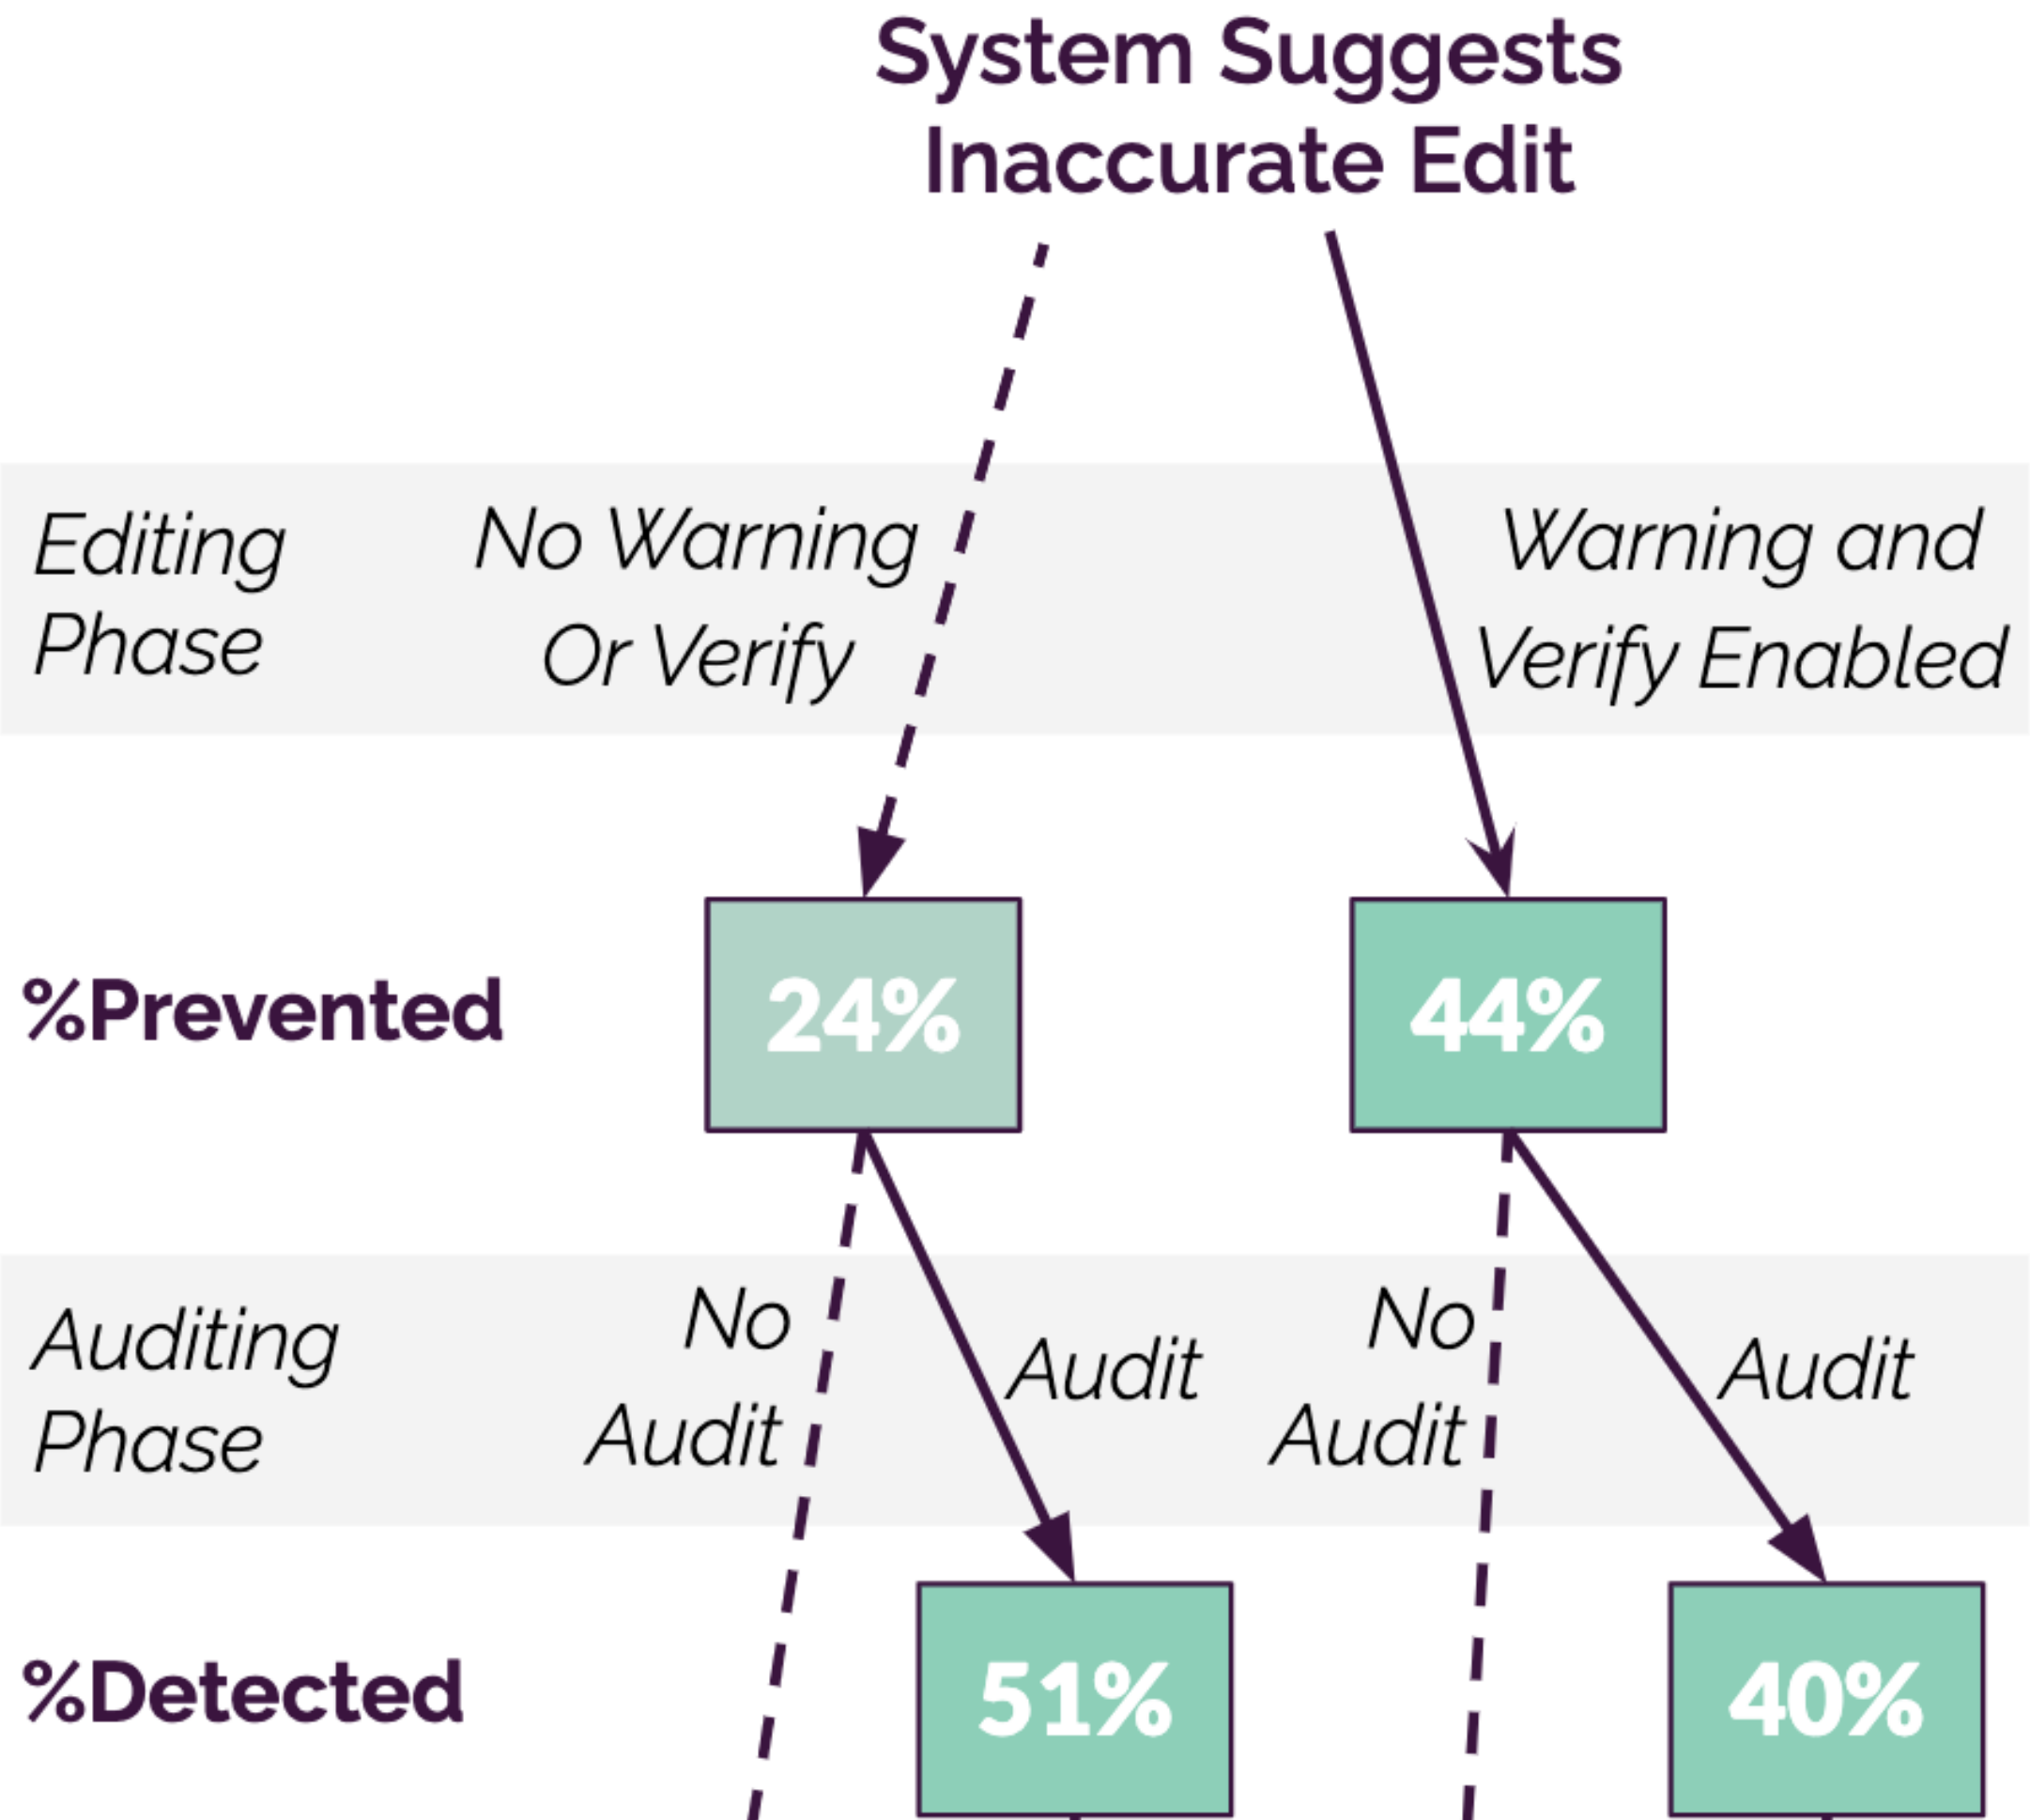 System Suggests
Inaccurate Edit
Editing
Phase
No Warning
Or Verify
Warning and
Verify Enabled
%Prevented
24%
44%
Auditing
Phase
No
Audit
Audit
No
Audit
Audit
%Detected
51%
40%